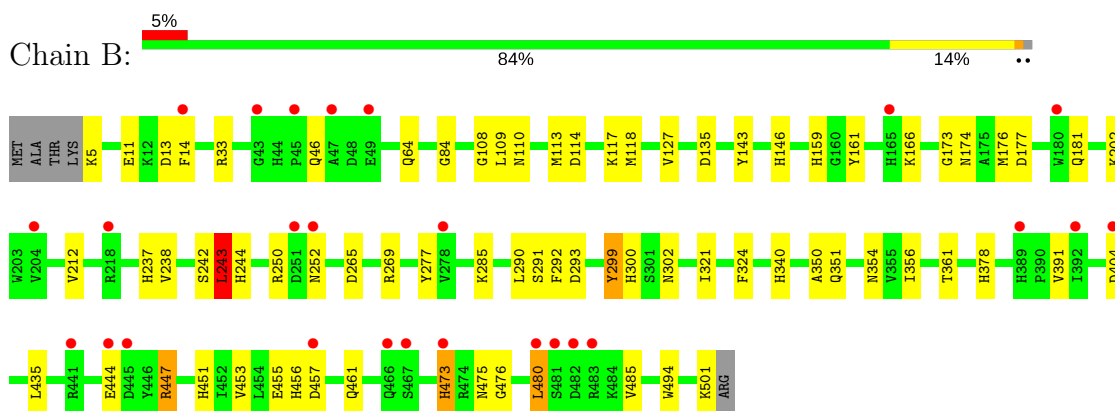 5%
Chain B:
84% 14% ••
MET ALA THR LYS K5 E11 K12 D13 F14 R33 G43 H44 P45 Q46 A47 D48 E49 Q64 G84 G108 L109 N110 M113 D114 K117 M118 V127 D135 Y143 H146 H159 G160 Y161 H165 K166 G173 N174 A175 M176 D177 W180 Q181
W203 V204 V212 R218 H237 V238 S242 L243 H244 R250 D251 N252 D265 R269 Y277 V278 K285 L290 S291 F292 D293 Y299 H300 S301 N302 I321 F324 H340 A350 Q351 N354 V355 I356 T361 H378 H389 P390 V391 I392
L435 R441 E444 D445 Y446 R447 H451 I452 V453 L454 E455 H456 D457 Q461 Q466 S467 H473 R474 N475 G476 L480 S481 D482 R483 K484 V485 W494 K501 ARG